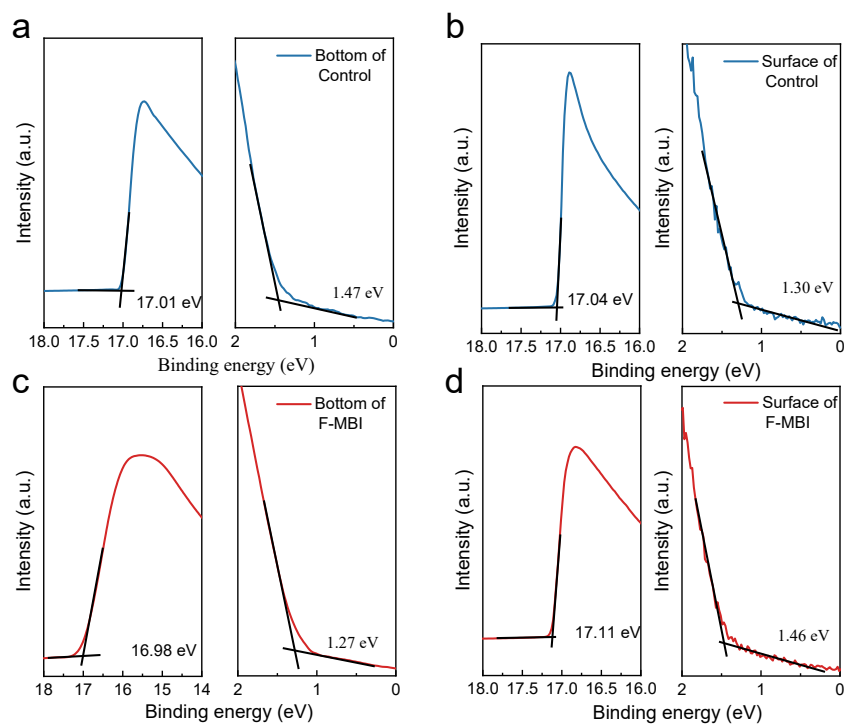 a
Intensity (a.u.)
17.01 eV
18.0 17.5 17.0 16.5 16.0
Bottom of
Control
1.47 eV
2 1 0
Binding energy (eV)
b
Intensity (a.u.)
17.04 eV
18.0 17.5 17.0 16.5 16.0
Intensity (a.u.)
Surface of
Control
1.30 eV
2 1 0
Binding energy (eV)
c
Intensity (a.u.)
16.98 eV
18 17 16 15 14
Bottom of
F-MBI
1.27 eV
2 1 0
Binding energy (eV)
d
Intensity (a.u.)
17.11 eV
18.0 17.5 17.0 16.5 16.0
Intensity (a.u.)
Surface of
F-MBI
1.46 eV
2 1 0
Binding energy (eV)